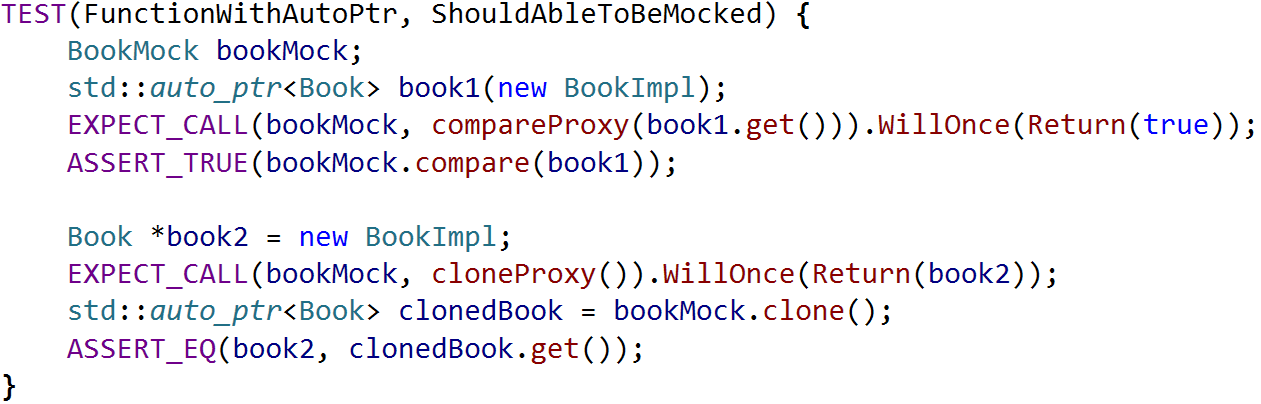 TEST(FunctionWithAutoPtr, ShouldAbleToBeMocked) {
    BookMock bookMock;
    std::auto_ptr<Book> book1(new BookImpl);
    EXPECT_CALL(bookMock, compareProxy(book1.get())).WillOnce(Return(true));
    ASSERT_TRUE(bookMock.compare(book1));

    Book *book2 = new BookImpl;
    EXPECT_CALL(bookMock, cloneProxy()).WillOnce(Return(book2));
    std::auto_ptr<Book> clonedBook = bookMock.clone();
    ASSERT_EQ(book2, clonedBook.get());
}